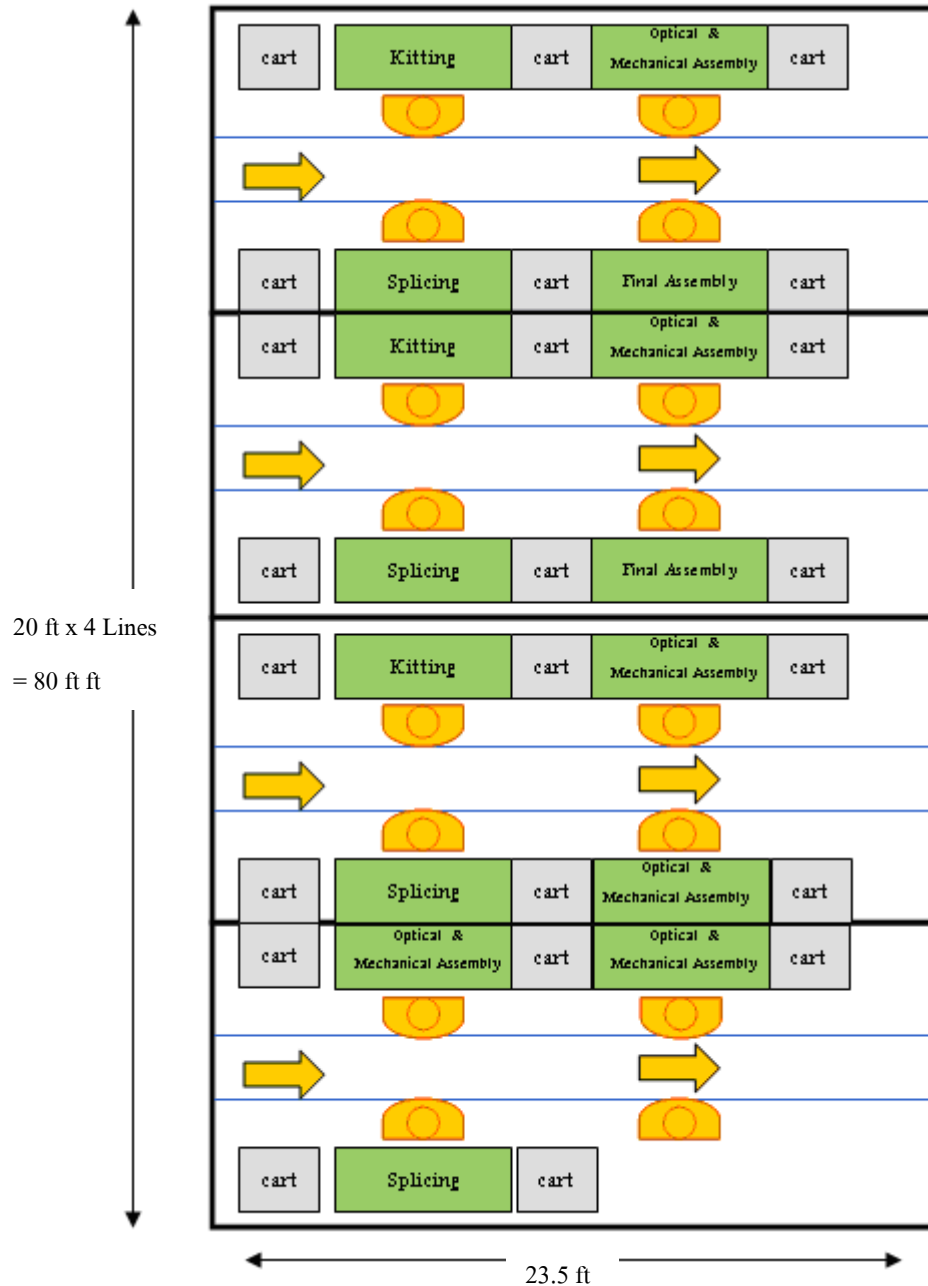 cart Kitting cart Optical & Mechanical Assembly cart
cart Splicing cart Final Assembly cart
cart Kitting cart Optical & Mechanical Assembly cart
cart Splicing cart Final Assembly cart
20 ft x 4 Lines
= 80 ft ft
cart Kitting cart Optical & Mechanical Assembly cart
cart Splicing cart Optical & Mechanical Assembly cart
cart Optical & Mechanical Assembly cart Optical & Mechanical Assembly cart
cart Splicing cart
23.5 ft